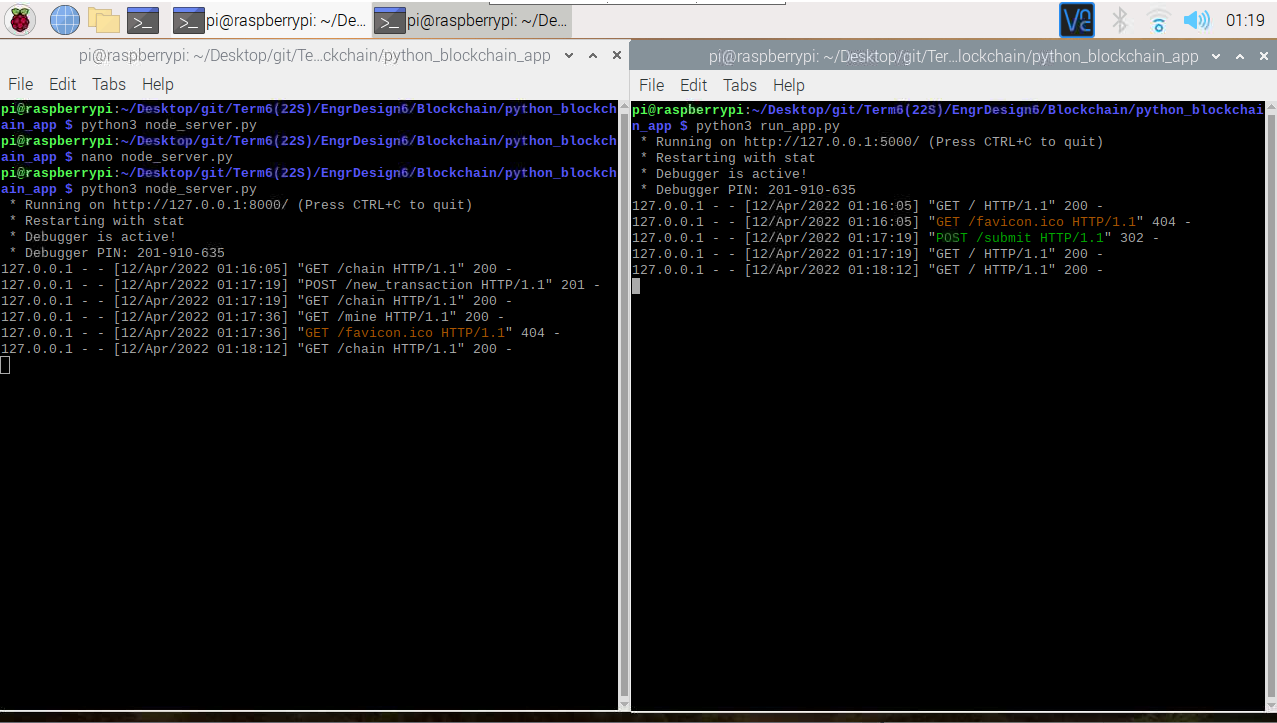 pi@raspberrypi: ~/De...
pi@raspberrypi: ~/De...
01:19
pi@raspberrypi: ~/Desktop/git/Te...ckchain/python_blockchain_app
File Edit Tabs Help
pi@raspberrypi:~/Desktop/git/Term6(22S)/EngrDesign6/Blockchain/python_blockch
ain_app $ python3 node_server.py
pi@raspberrypi:~/Desktop/git/Term6(22S)/EngrDesign6/Blockchain/python_blockch
ain_app $ nano node_server.py
pi@raspberrypi:~/Desktop/git/Term6(22S)/EngrDesign6/Blockchain/python_blockch
ain_app $ python3 node_server.py
 * Running on http://127.0.0.1:8000/ (Press CTRL+C to quit)
 * Restarting with stat
 * Debugger is active!
 * Debugger PIN: 201-910-635
127.0.0.1 - - [12/Apr/2022 01:16:05] "GET /chain HTTP/1.1" 200 -
127.0.0.1 - - [12/Apr/2022 01:17:19] "POST /new_transaction HTTP/1.1" 201 -
127.0.0.1 - - [12/Apr/2022 01:17:19] "GET /chain HTTP/1.1" 200 -
127.0.0.1 - - [12/Apr/2022 01:17:36] "GET /mine HTTP/1.1" 200 -
127.0.0.1 - - [12/Apr/2022 01:17:36] "GET /favicon.ico HTTP/1.1" 404 -
127.0.0.1 - - [12/Apr/2022 01:18:12] "GET /chain HTTP/1.1" 200 -
pi@raspberrypi: ~/Desktop/git/Ter...lockchain/python_blockchain_app
File Edit Tabs Help
pi@raspberrypi:~/Desktop/git/Term6(22S)/EngrDesign6/Blockchain/python_blockchai
n_app $ python3 run_app.py
 * Running on http://127.0.0.1:5000/ (Press CTRL+C to quit)
 * Restarting with stat
 * Debugger is active!
 * Debugger PIN: 201-910-635
127.0.0.1 - - [12/Apr/2022 01:16:05] "GET / HTTP/1.1" 200 -
127.0.0.1 - - [12/Apr/2022 01:16:05] "GET /favicon.ico HTTP/1.1" 404 -
127.0.0.1 - - [12/Apr/2022 01:17:19] "POST /submit HTTP/1.1" 302 -
127.0.0.1 - - [12/Apr/2022 01:17:19] "GET / HTTP/1.1" 200 -
127.0.0.1 - - [12/Apr/2022 01:18:12] "GET / HTTP/1.1" 200 -